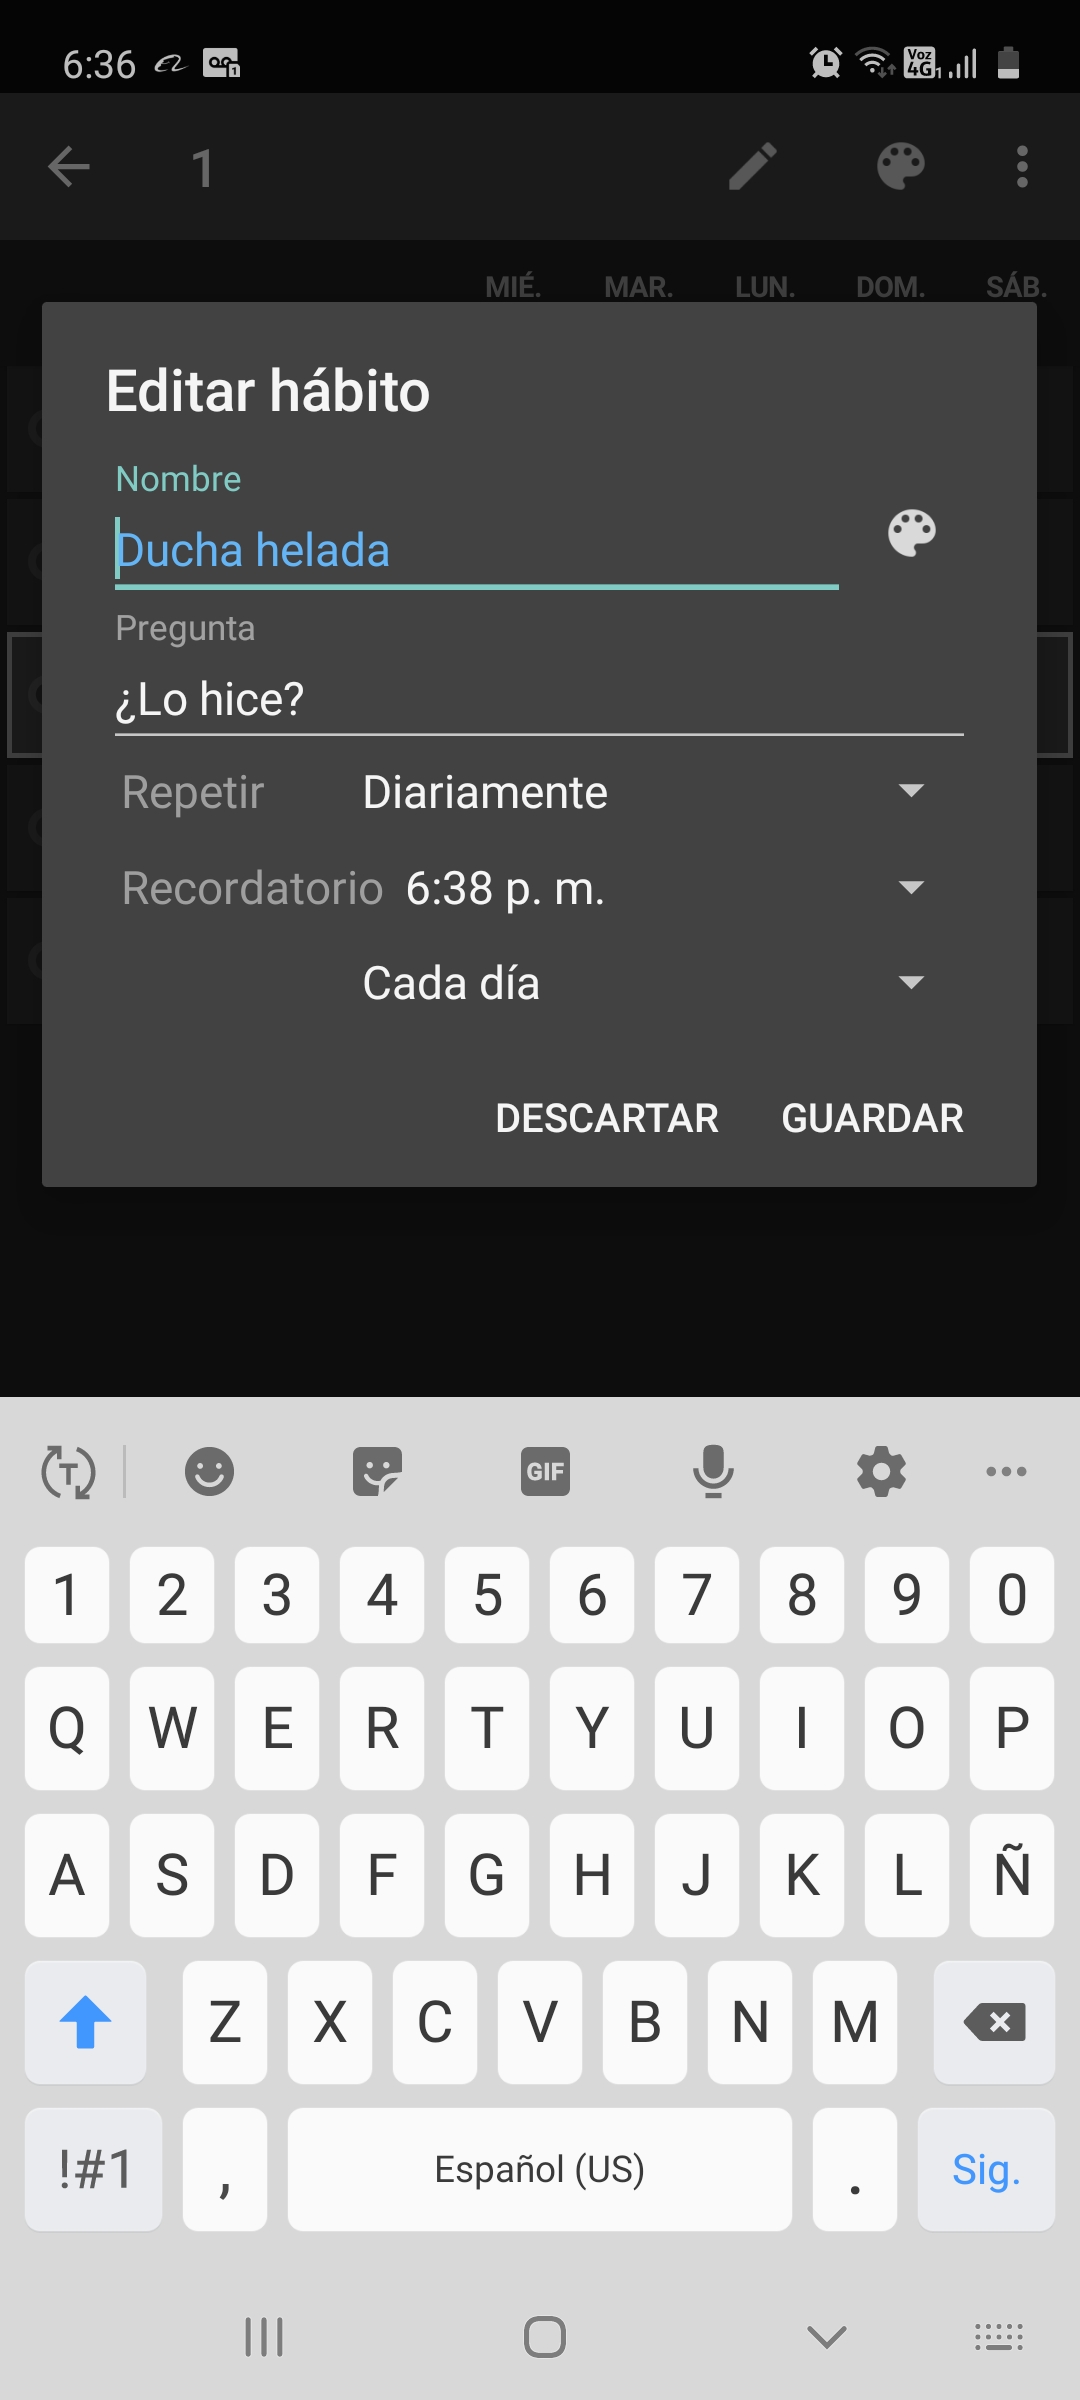 6:36
Voz
4G 1
1
MIÉ. MAR. LUN. DOM. SÁB.
Editar hábito
Nombre
Ducha helada
Pregunta
¿Lo hice?
Repetir Diariamente
Recordatorio 6:38 p. m.
Cada día
DESCARTAR GUARDAR
T GIF
1 2 3 4 5 6 7 8 9 0
Q W E R T Y U I O P
A S D F G H J K L Ñ
Z X C V B N M
!#1 , Español (US) . Sig.